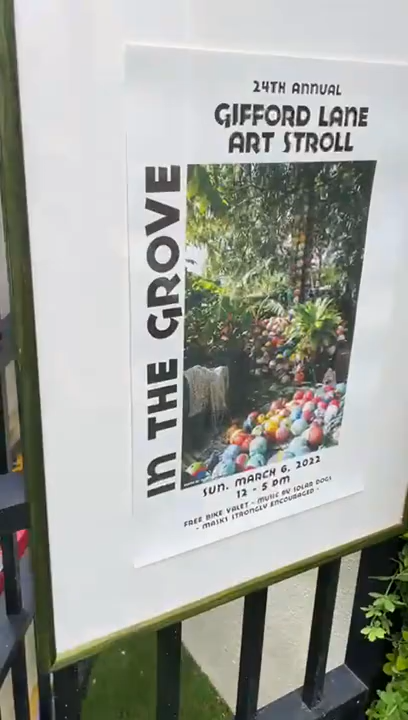 24TH ANNUAL
GIFFORD LANE
ART STROLL
IN THE GROVE
SUN. MARCH 6, 2022
12 - 5 PM
FREE BIKE VALET - MUSIC BY SOLAR DOGS
- MASKS STRONGLY ENCOURAGED -